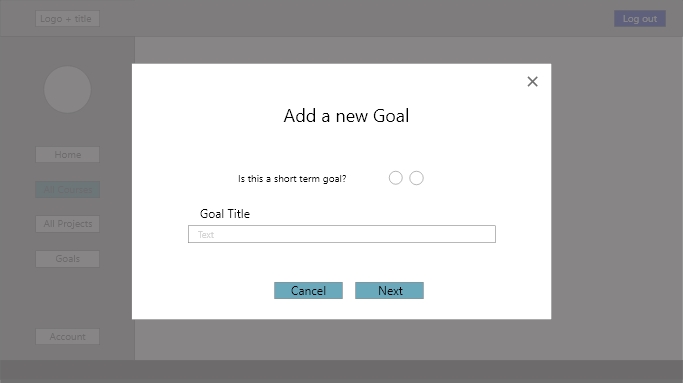 Logo + title
Log out
Add a new Goal
Home
Is this a short term goal?
All Projects
Goal Title
Text
Goals
Cancel
Next
Account